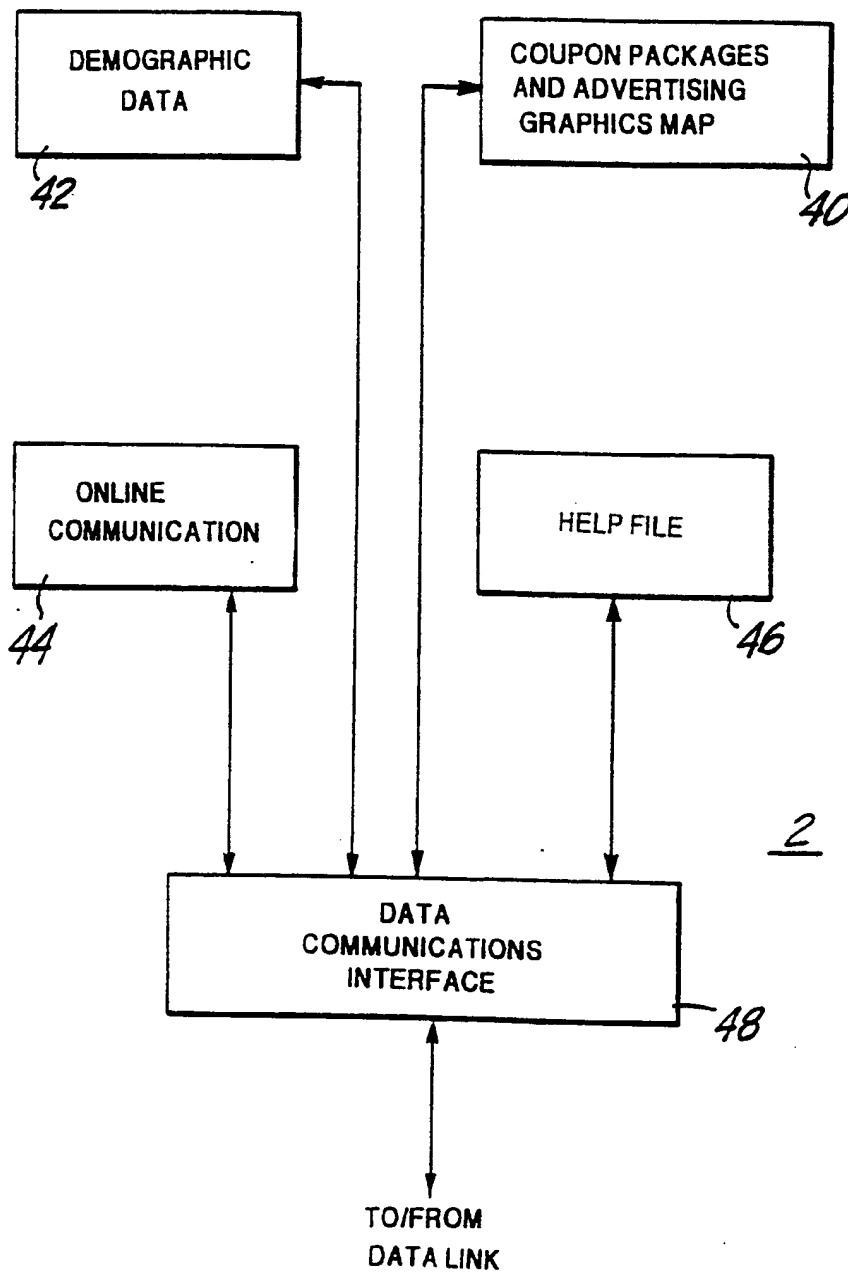 DEMOGRAPHIC
DATA
42
COUPON PACKAGES
AND ADVERTISING
GRAPHICS MAP
40
ONLINE
COMMUNICATION
44
HELP FILE
46
2
DATA
COMMUNICATIONS
INTERFACE
48
TO/FROM
DATA LINK